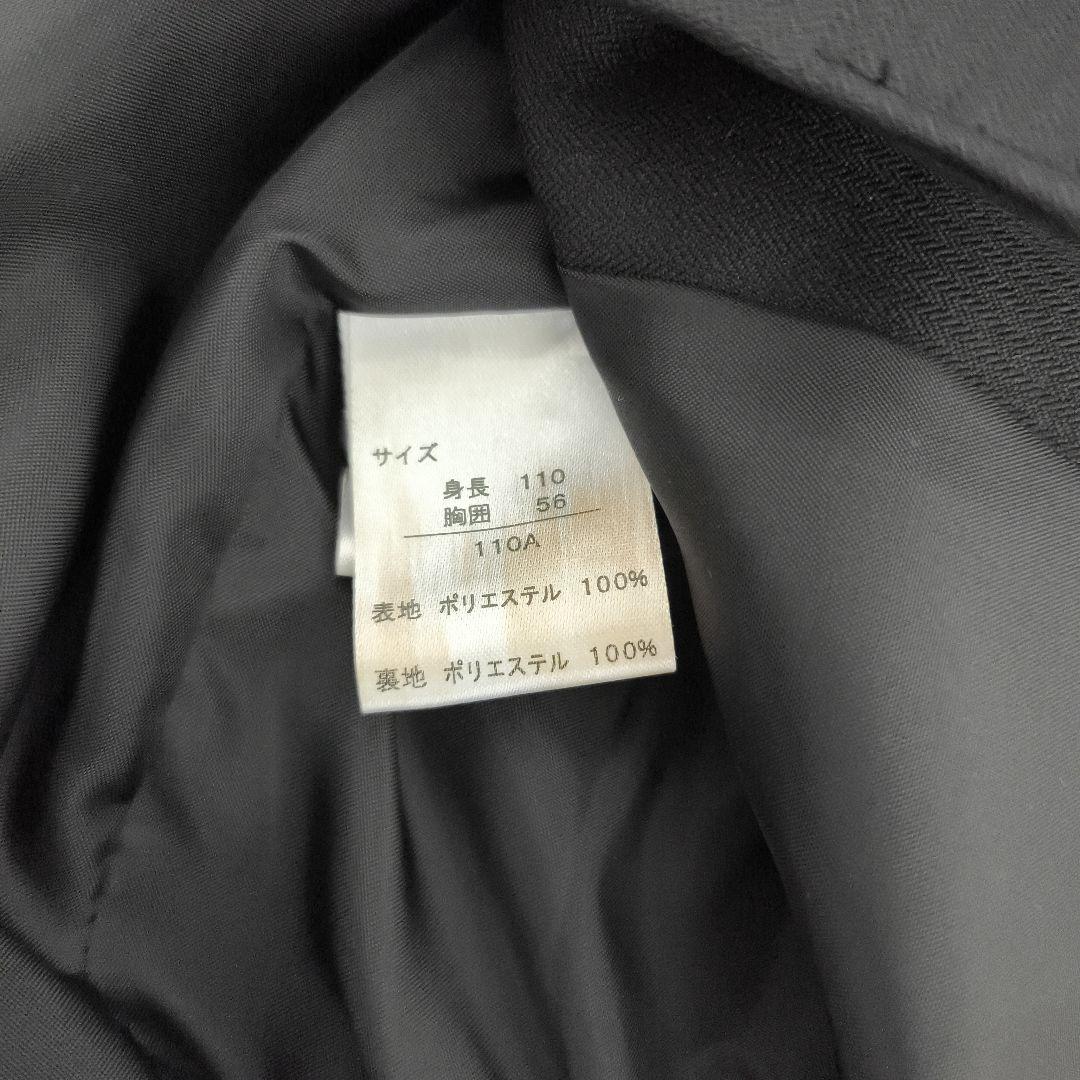 サイズ
身長 110
胸囲 56
110A
表地 ポリエステル 100%
裏地 ポリエステル 100%